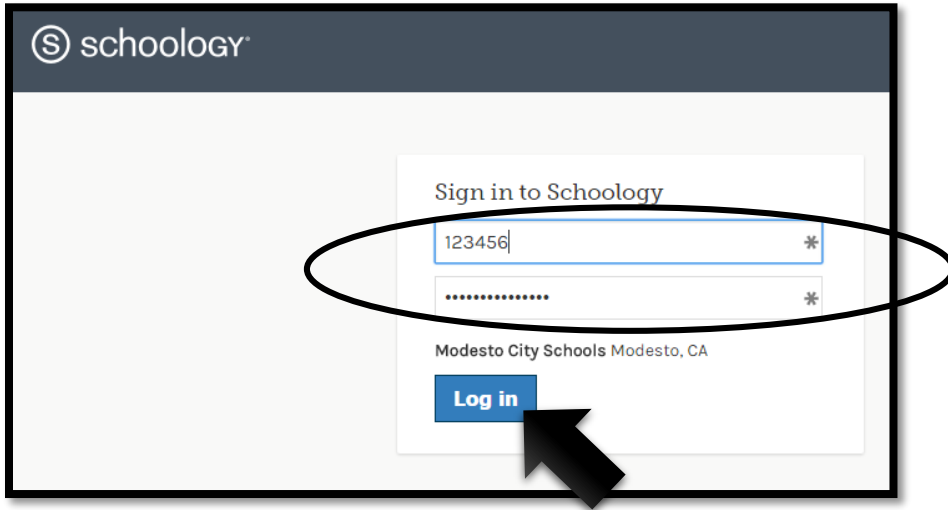 S schoology
Sign in to Schoology
123456
•••••••••••••••
Modesto City Schools Modesto, CA
Log in